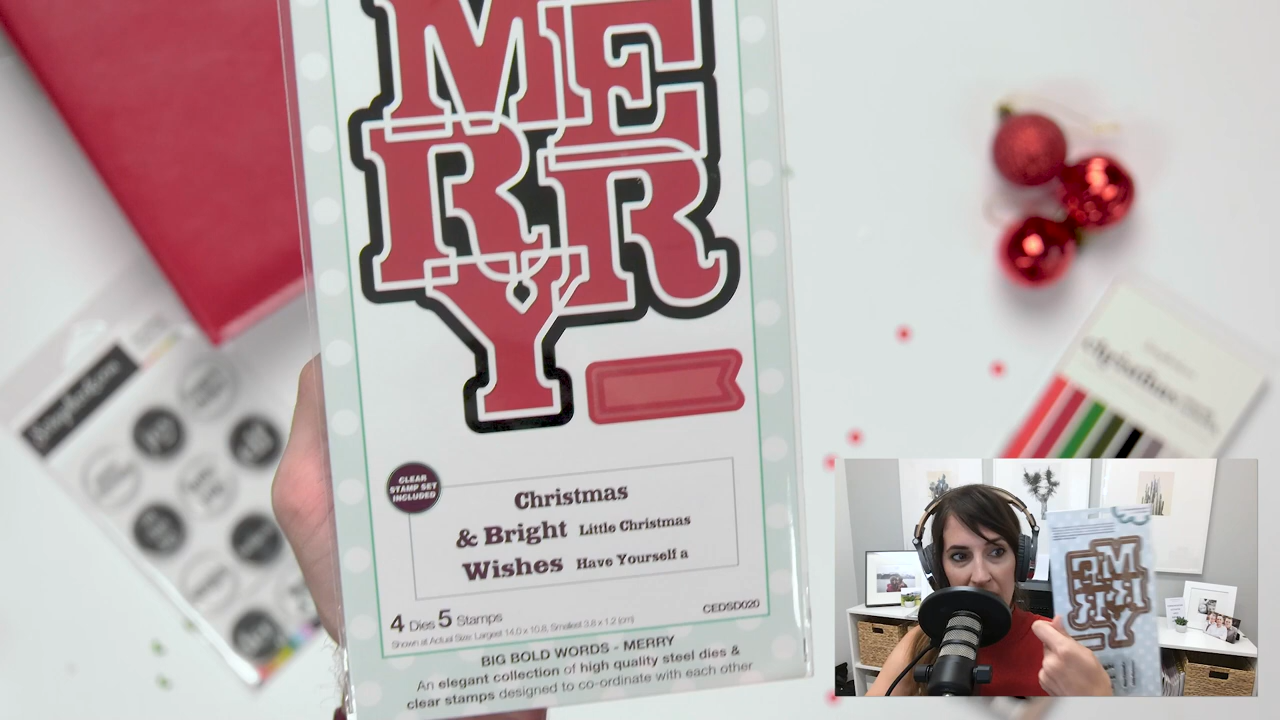 MERRY
CLEAR
STAMP SET
INCLUDED
Christmas
& Bright Little Christmas
Wishes Have Yourself a
4 Dies 5 Stamps
CEDSD020
Shown at Actual Size: Largest 14.0 x 10.8, Smallest 3.8 x 1.2 (cm)
BIG BOLD WORDS - MERRY
An elegant collection of high quality steel dies &
clear stamps designed to co-ordinate with each other
christmas
MERRY